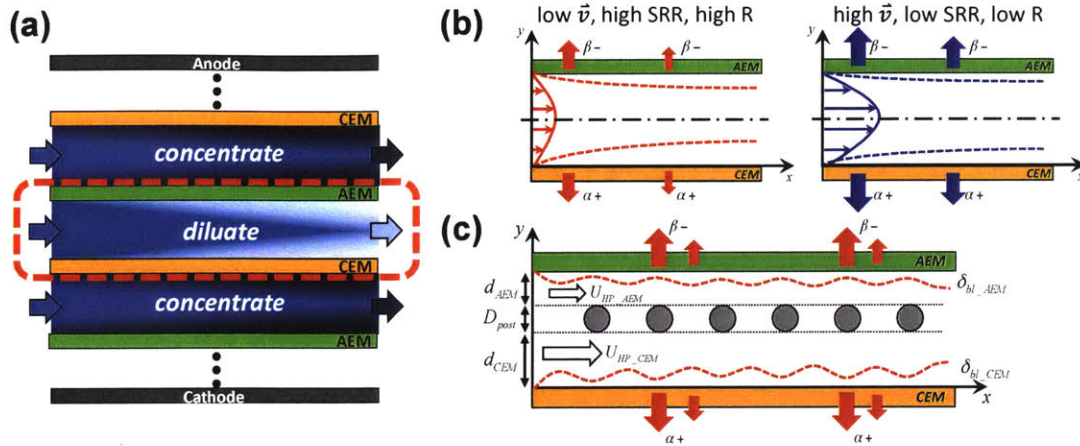 (a)
Anode
CEM
concentrate
AEM
diluate
CEM
concentrate
AEM
Cathode
(b)
low v⃗, high SRR, high R
y
β−
AEM
x
CEM
α+
high v⃗, low SRR, low R
y
β−
AEM
x
CEM
α+
(c)
y
β−
AEM
d_AEM
U_HP_AEM
δ_bl_AEM
D_post
d_CEM
U_HP_CEM
δ_bl_CEM
x
CEM
α+